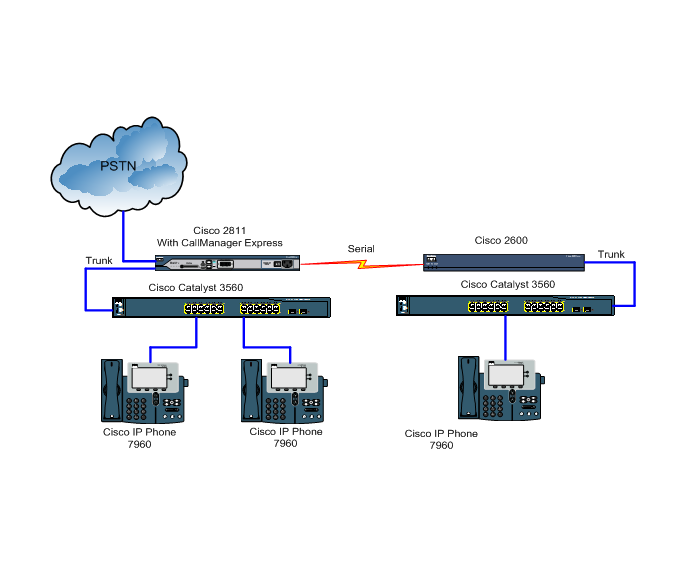 PSTN
Cisco 2811
With CallManager Express
Serial
Cisco 2600
Trunk
Trunk
Cisco Catalyst 3560
Cisco Catalyst 3560
Cisco IP Phone
7960
Cisco IP Phone
7960
Cisco IP Phone
7960